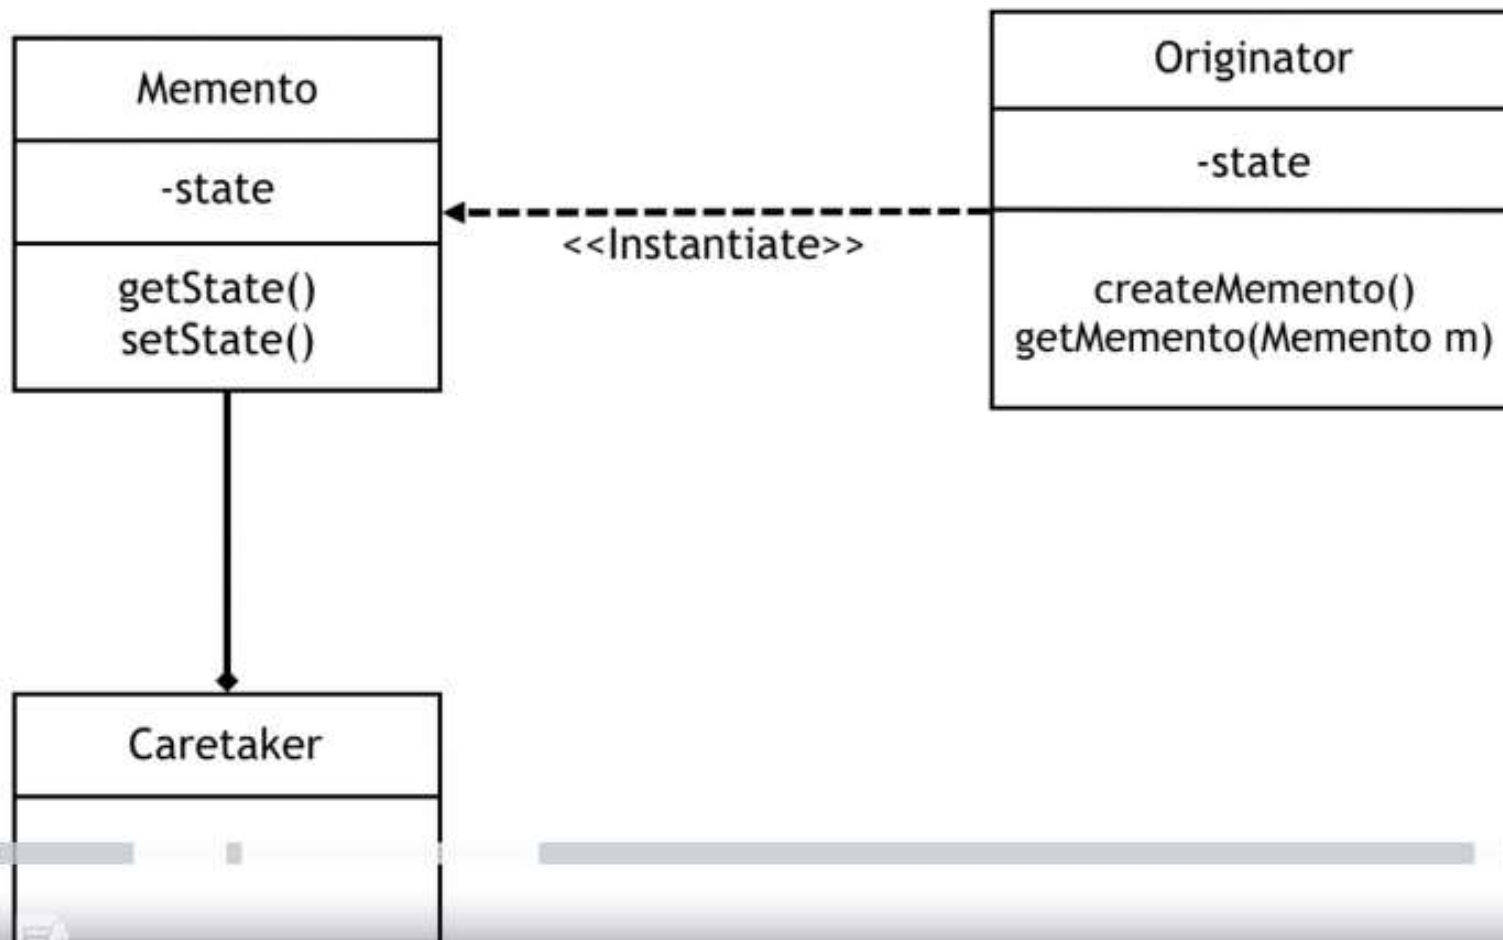 Memento
-state
getState()
setState()
<<Instantiate>>
Originator
-state
createMemento()
getMemento(Memento m)
Caretaker